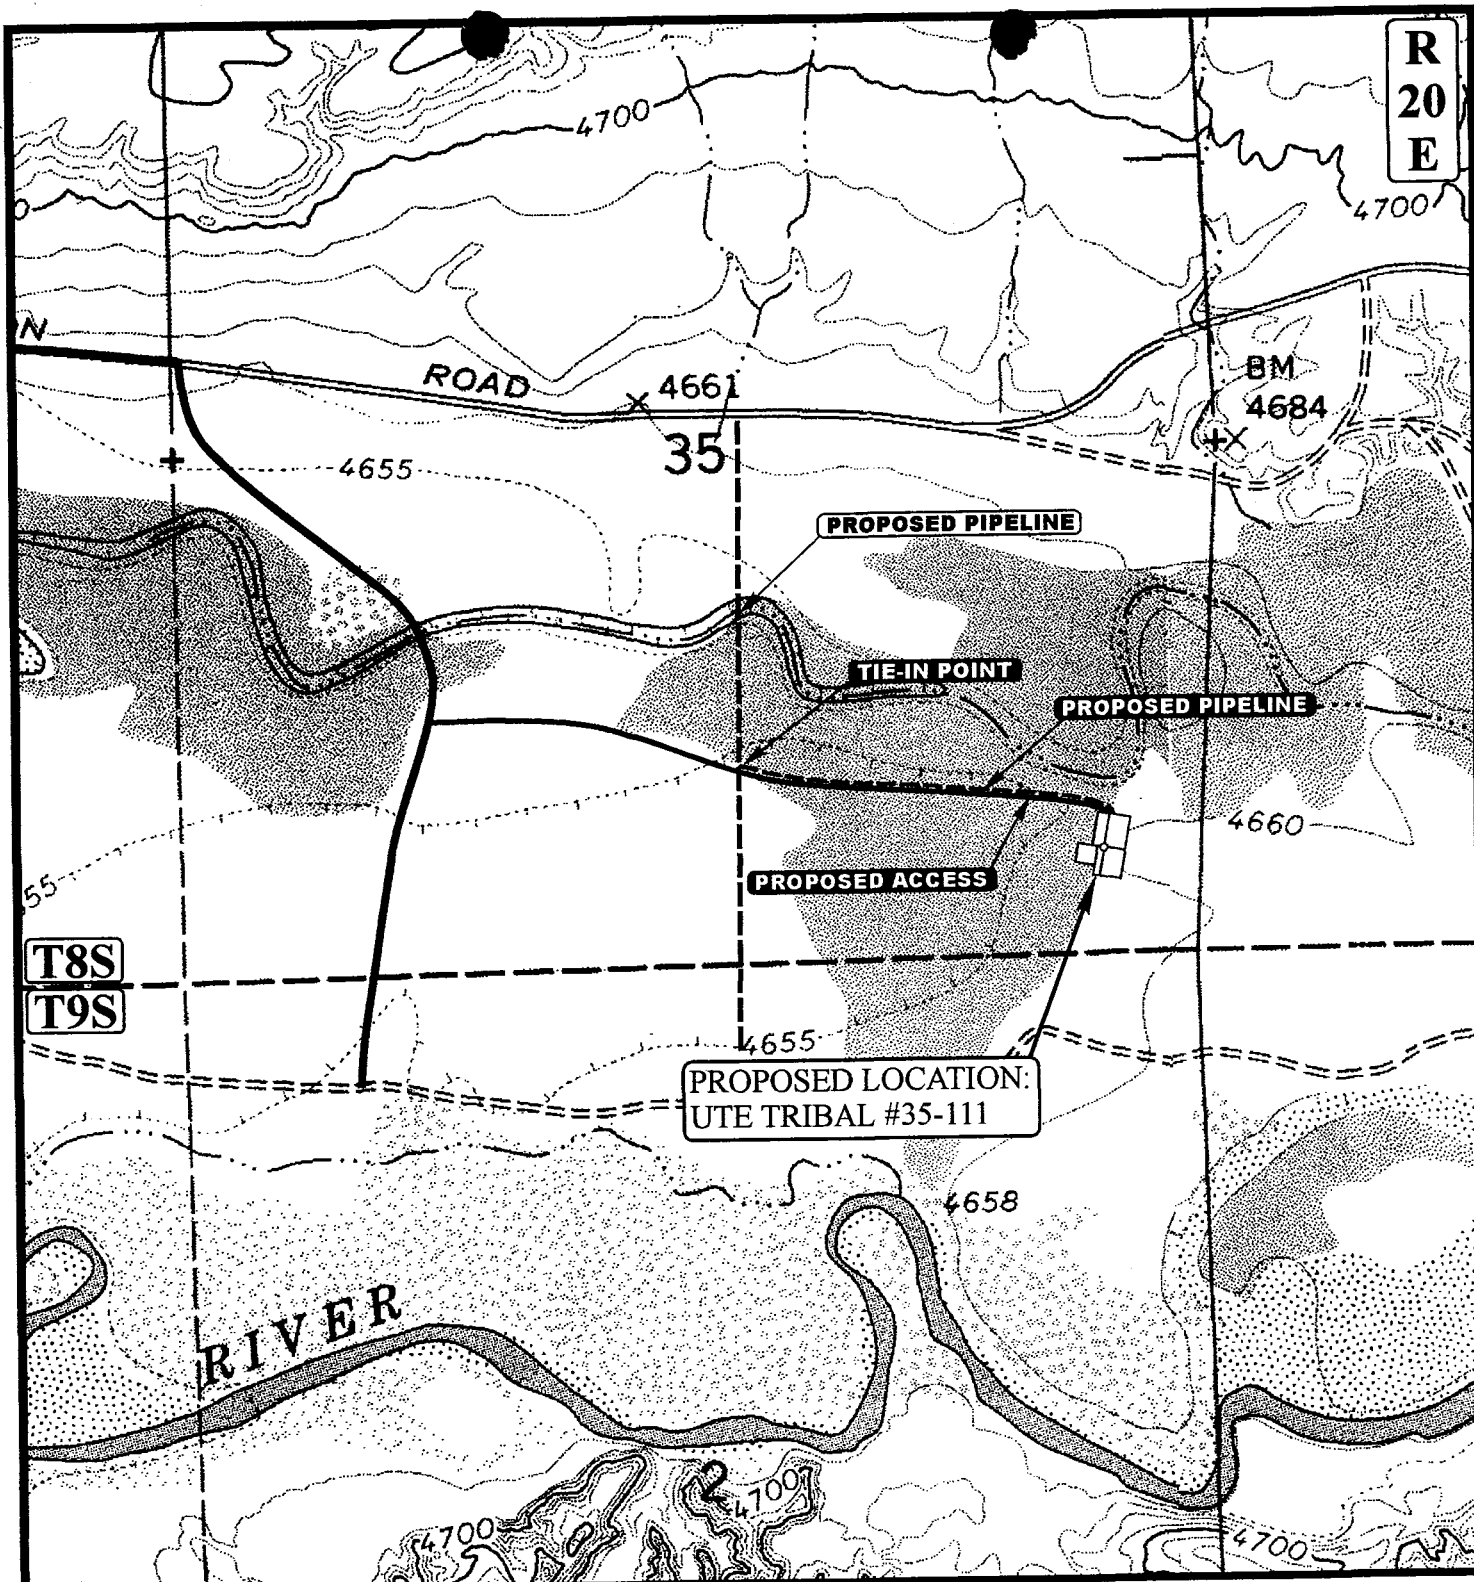 R
20
E
4700
4700
N
ROAD
4661
BM
4684
35
4655
PROPOSED PIPELINE
TIE-IN POINT
PROPOSED PIPELINE
4660
PROPOSED ACCESS
55
T8S
T9S
4655
PROPOSED LOCATION:
UTE TRIBAL #35-111
4658
RIVER
2
4700
4700
4700